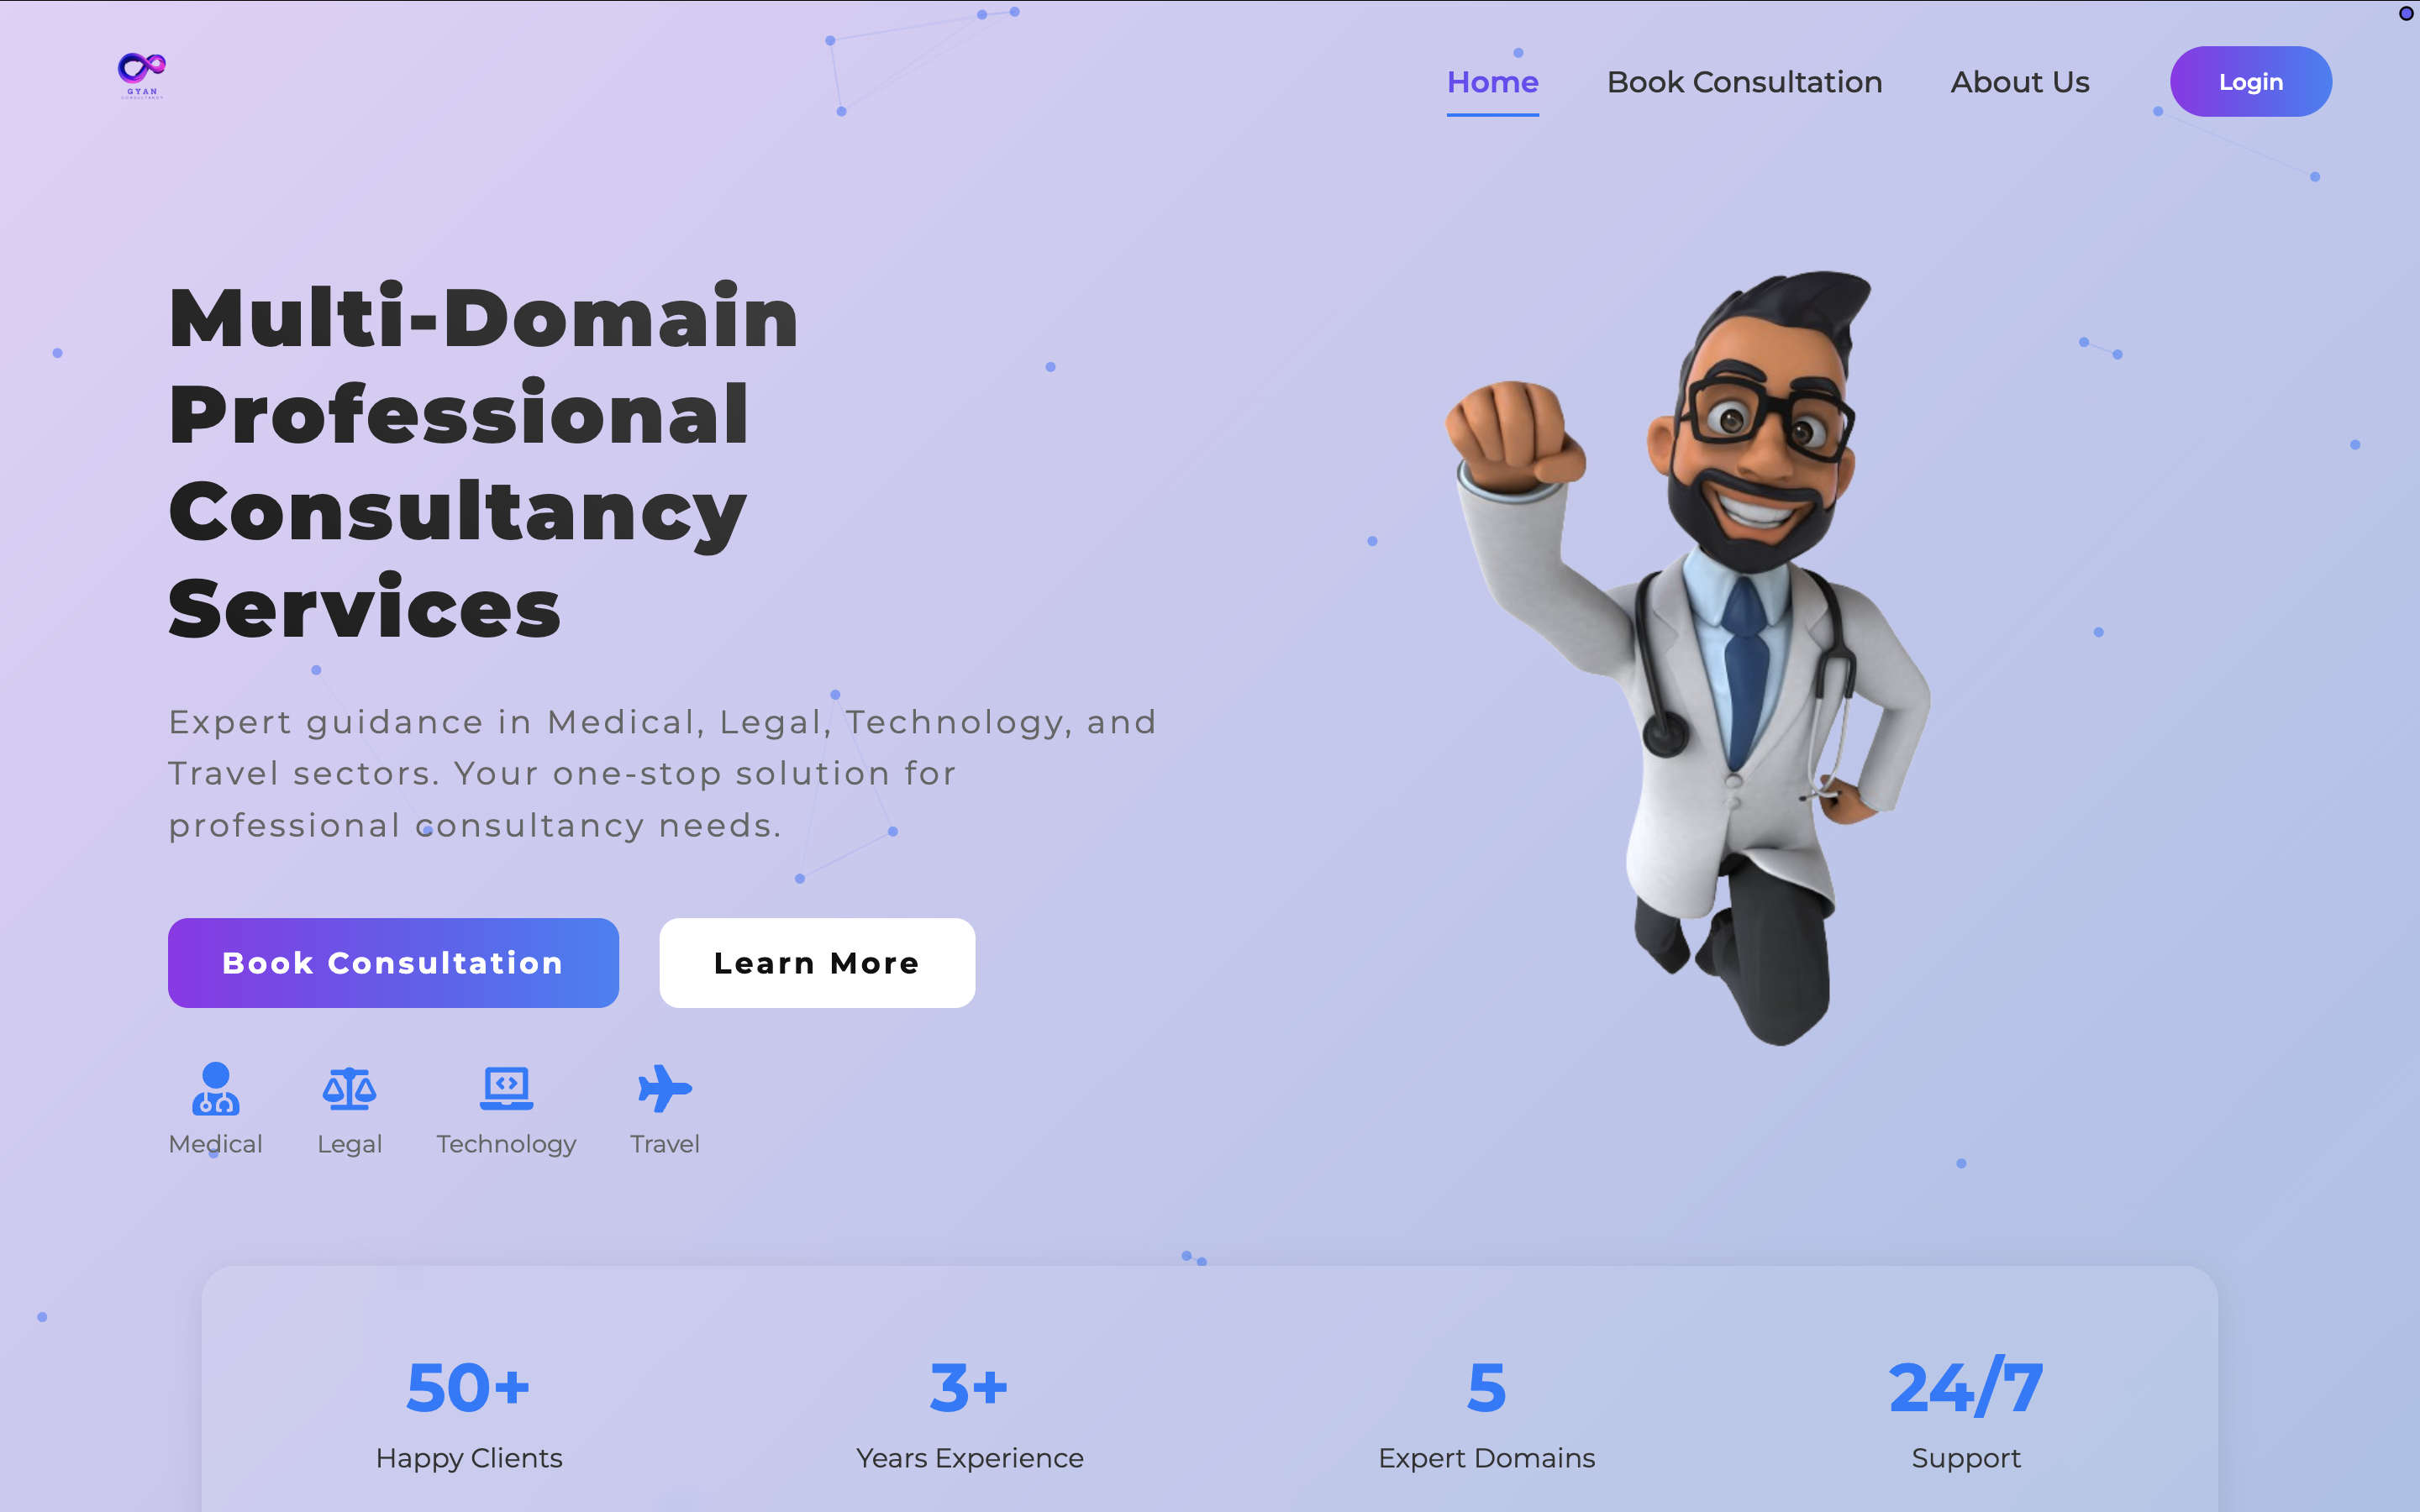 GYAN
CONSULTANCY
Home
Book Consultation
About Us
Login
Multi-Domain
Professional
Consultancy
Services
Expert guidance in Medical, Legal, Technology, and
Travel sectors. Your one-stop solution for
professional consultancy needs.
Book Consultation
Learn More
Medical
Legal
Technology
Travel
50+
Happy Clients
3+
Years Experience
5
Expert Domains
24/7
Support